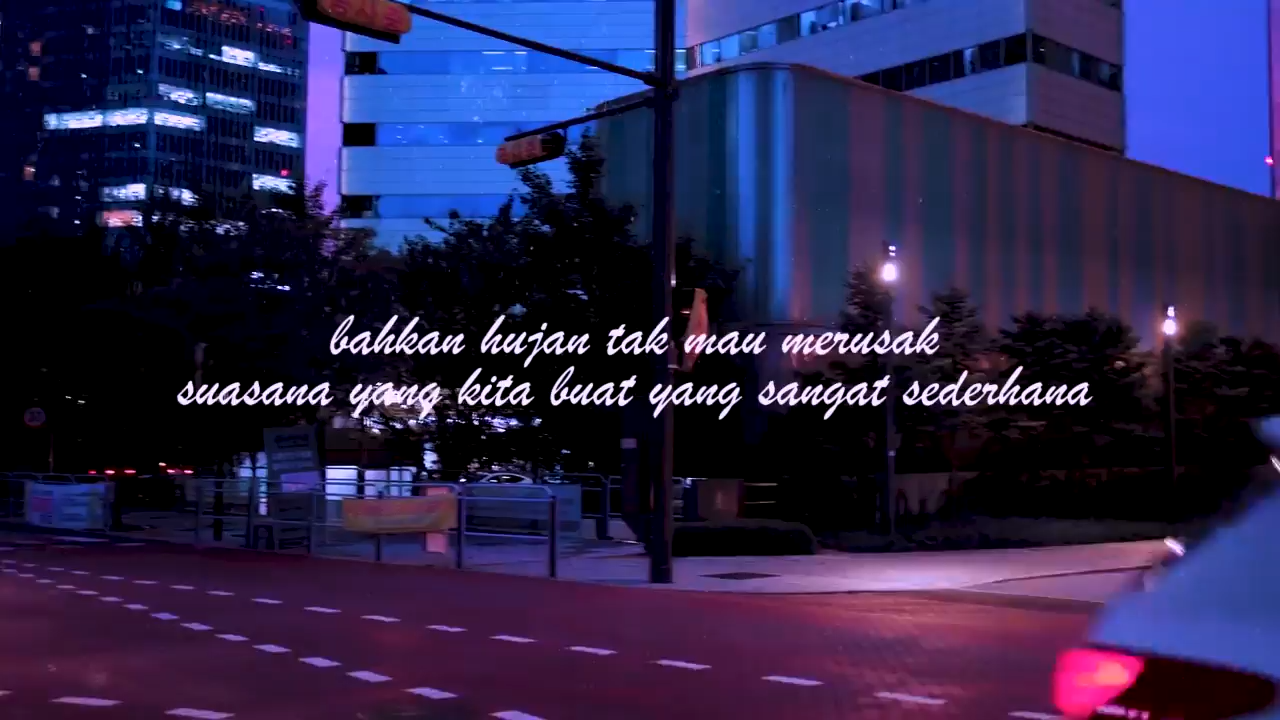 bahkan hujan tak mau merusak
suasana yang kita buat yang sangat sederhana